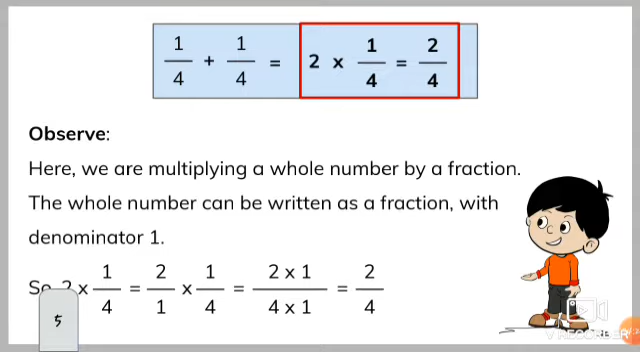 1/4 + 1/4 = 2 x 1/4 = 2/4
Observe:
Here, we are multiplying a whole number by a fraction.
The whole number can be written as a fraction, with
denominator 1.
So 2 x 1/4 = 2/1 x 1/4 = 2 x 1/4 x 1 = 2/4
5
V RECORDER